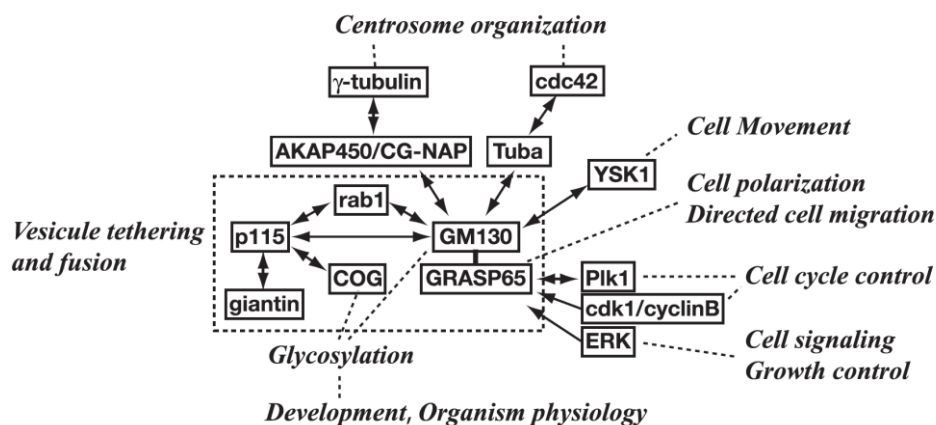 Centrosome organization
γ-tubulin
cdc42
AKAP450/CG-NAP
Tuba
Cell Movement
YSK1
rab1
Cell polarization
Directed cell migration
Vesicule tethering
and fusion
p115
GM130
COG
GRASP65
Plk1
Cell cycle control
giantin
cdk1/cyclinB
ERK
Cell signaling
Growth control
Glycosylation
Development, Organism physiology